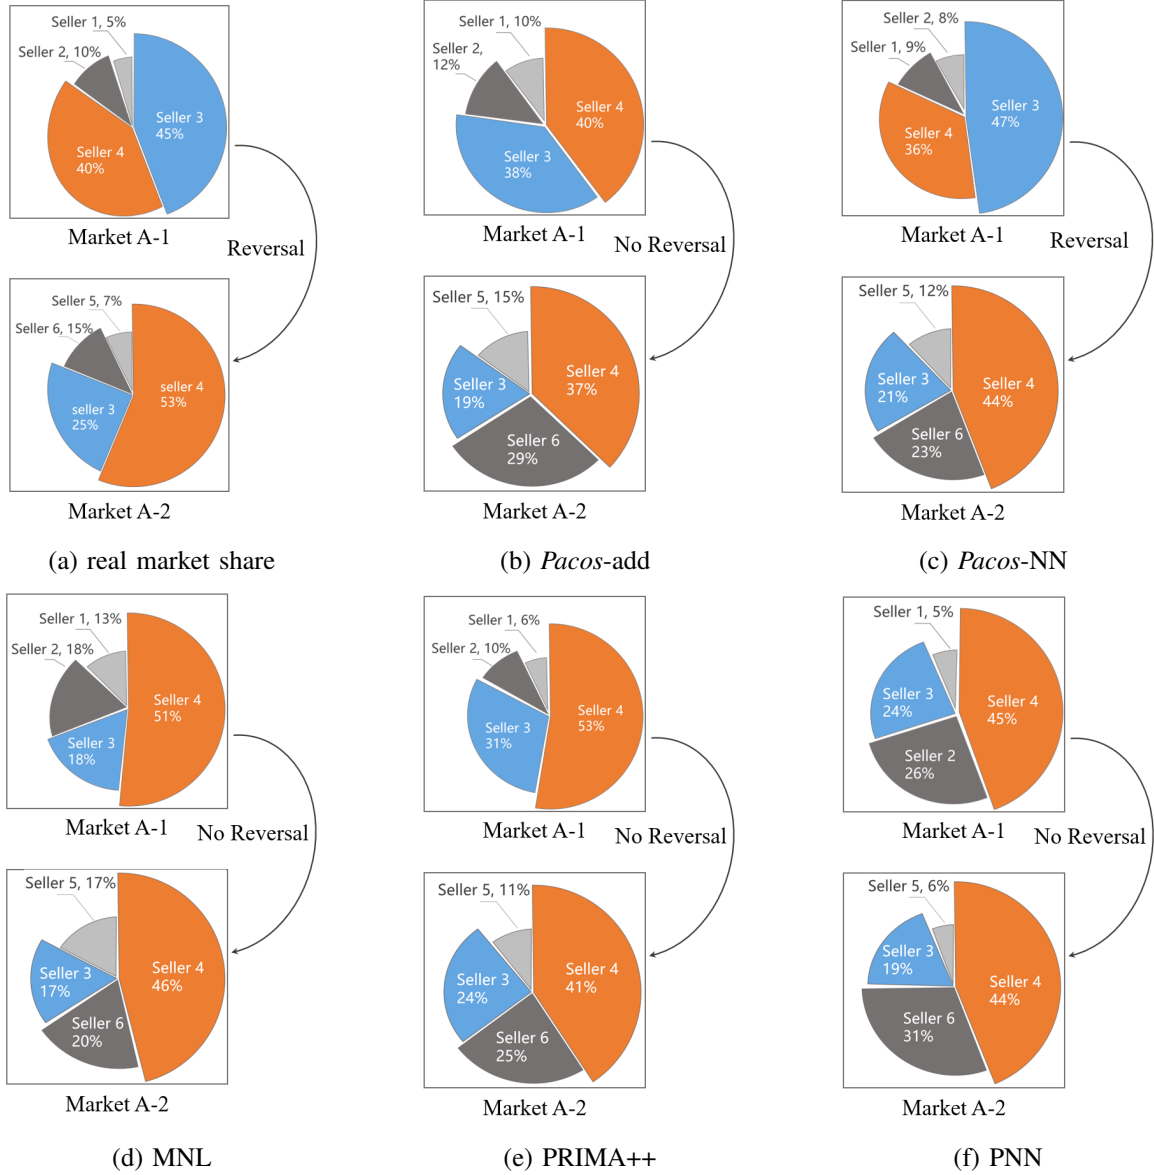 Seller 1, 5%
Seller 2, 10%
Seller 3
45%
Seller 4
40%
Market A-1
Reversal
Seller 5, 7%
Seller 6, 15%
seller 4
53%
seller 3
25%
Market A-2
(a) real market share
Seller 1, 10%
Seller 2,
12%
Seller 4
40%
Seller 3
38%
Market A-1
No Reversal
Seller 5, 15%
Seller 4
37%
Seller 3
19%
Seller 6
29%
Market A-2
(b) Pacos-add
Seller 2, 8%
Seller 1, 9%
Seller 3
47%
Seller 4
36%
Market A-1
Reversal
Seller 5, 12%
Seller 3
21%
Seller 4
44%
Seller 6
23%
Market A-2
(c) Pacos-NN
Seller 1, 13%
Seller 2, 18%
Seller 4
51%
Seller 3
18%
Market A-1
No Reversal
Seller 5, 17%
Seller 4
46%
Seller 3
17%
Seller 6
20%
Market A-2
(d) MNL
Seller 1, 6%
Seller 2, 10%
Seller 4
53%
Seller 3
31%
Market A-1
No Reversal
Seller 5, 11%
Seller 4
41%
Seller 3
24%
Seller 6
25%
Market A-2
(e) PRIMA++
Seller 1, 5%
Seller 3
24%
Seller 4
45%
Seller 2
26%
Market A-1
No Reversal
Seller 5, 6%
Seller 3
19%
Seller 4
44%
Seller 6
31%
Market A-2
(f) PNN